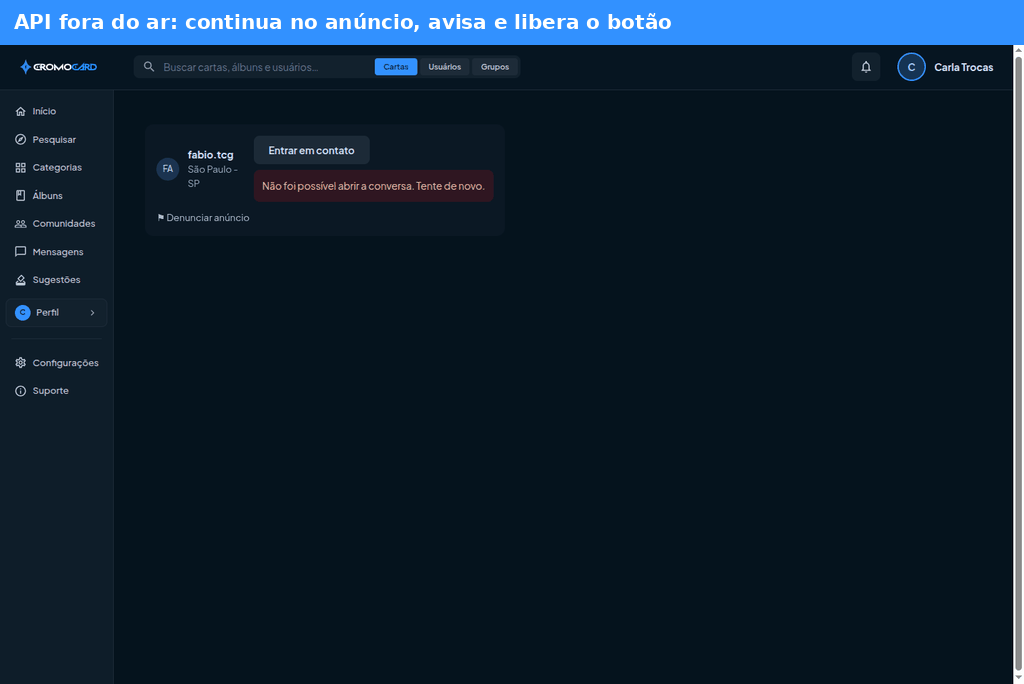 API fora do ar: continua no anúncio, avisa e libera o botão
CROMOCARD
Buscar cartas, álbuns e usuários...
Cartas
Usuários
Grupos
C
Carla Trocas
Início
Pesquisar
Categorias
Álbuns
Comunidades
Mensagens
Sugestões
C
Perfil
Configurações
Suporte
FA
fabio.tcg
São Paulo -
SP
Entrar em contato
Não foi possível abrir a conversa. Tente de novo.
Denunciar anúncio